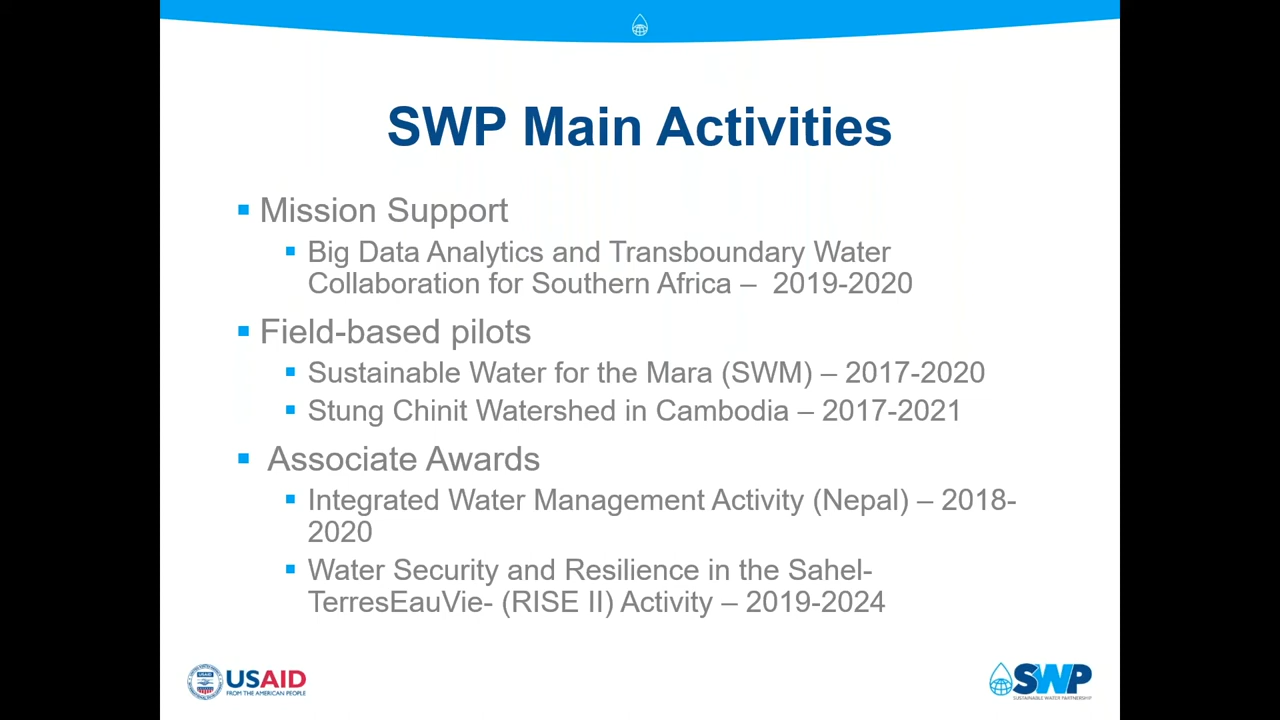 SWP Main Activities
Mission Support
Big Data Analytics and Transboundary Water
Collaboration for Southern Africa – 2019-2020
Field-based pilots
Sustainable Water for the Mara (SWM) – 2017-2020
Stung Chinit Watershed in Cambodia – 2017-2021
Associate Awards
Integrated Water Management Activity (Nepal) – 2018-
2020
Water Security and Resilience in the Sahel-
TerresEauVie- (RISE II) Activity – 2019-2024
USAID
FROM THE AMERICAN PEOPLE
SWP
SUSTAINABLE WATER PARTNERSHIP